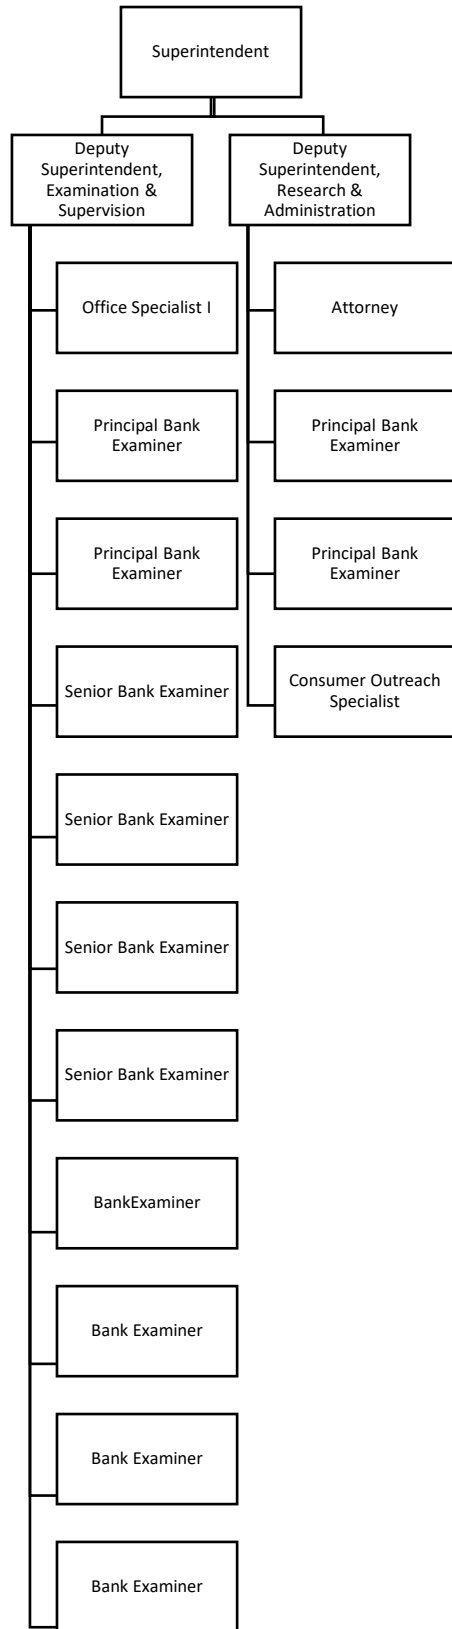 Superintendent
Deputy
Superintendent,
Examination &
Supervision
Deputy
Superintendent,
Research &
Administration
Office Specialist I
Principal Bank
Examiner
Principal Bank
Examiner
Senior Bank Examiner
Senior Bank Examiner
Senior Bank Examiner
Senior Bank Examiner
BankExaminer
Bank Examiner
Bank Examiner
Bank Examiner
Attorney
Principal Bank
Examiner
Principal Bank
Examiner
Consumer Outreach
Specialist